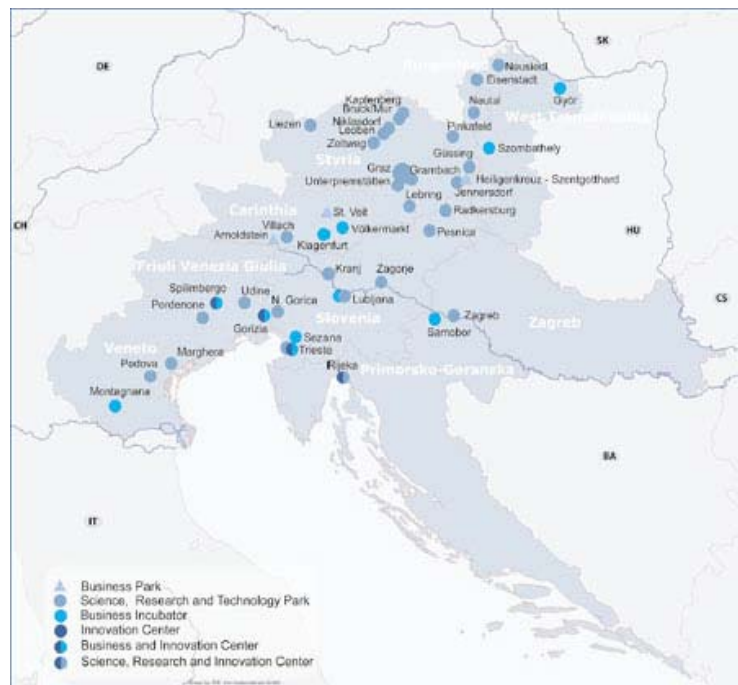 SK
DE
Neusiedl
Eisenstadt
Györ
Kapfenberg
Bruck/Mur
Niklasdorf
Leoben
Zeltweg
Liezen
Neutal
Pinkafeld
Szombathely
Styria
Güssing
Graz
Grambach
Unterpremstätten
Heiligenkreuz - Szentgotthard
Jennersdorf
Lebring
Radkersburg
Carinthia
St. Veit
CH
Villach
Völkermarkt
Arnoldstein
Klagenfurt
Pesnica
HU
Friuli Venezia Giulia
Kranj
Zagorje
CS
Spilimbergo
Udine
N. Gorica
Lubljana
Pordenone
Gorizia
Slovenia
Zagreb
Zagreb
Samobor
Sezana
Veneto
Marghera
Trieste
Padova
Rijeka
Primorsko-Goranska
Montagnana
BA
IT
Business Park
Science, Research and Technology Park
Business Incubator
Innovation Center
Business and Innovation Center
Science, Research and Innovation Center